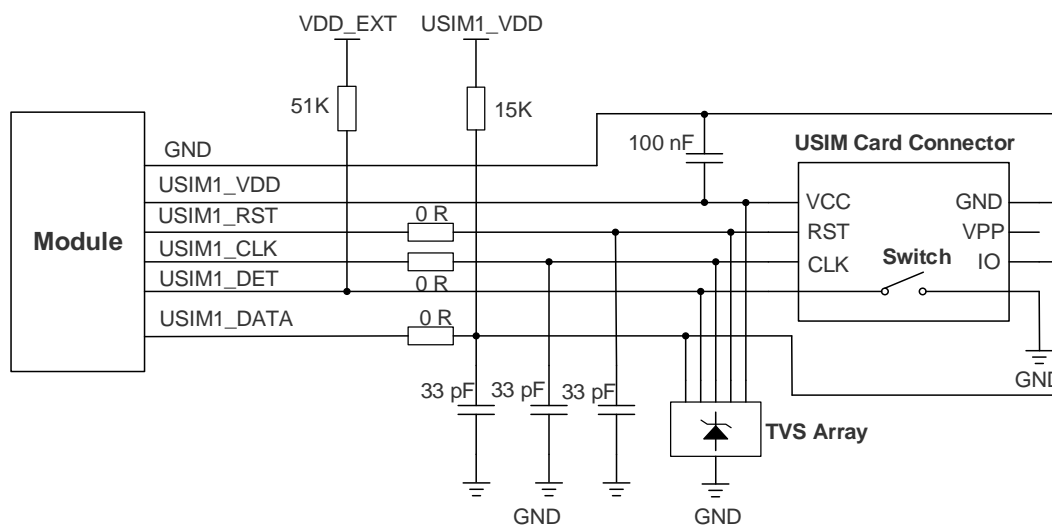 VDD_EXT
USIM1_VDD
51K
15K
Module
GND
USIM1_VDD
USIM1_RST
USIM1_CLK
USIM1_DET
USIM1_DATA
0 R
0 R
0 R
100 nF
USIM Card Connector
VCC
RST
CLK
GND
VPP
IO
Switch
GND
33 pF
33 pF
33 pF
TVS Array
GND
GND